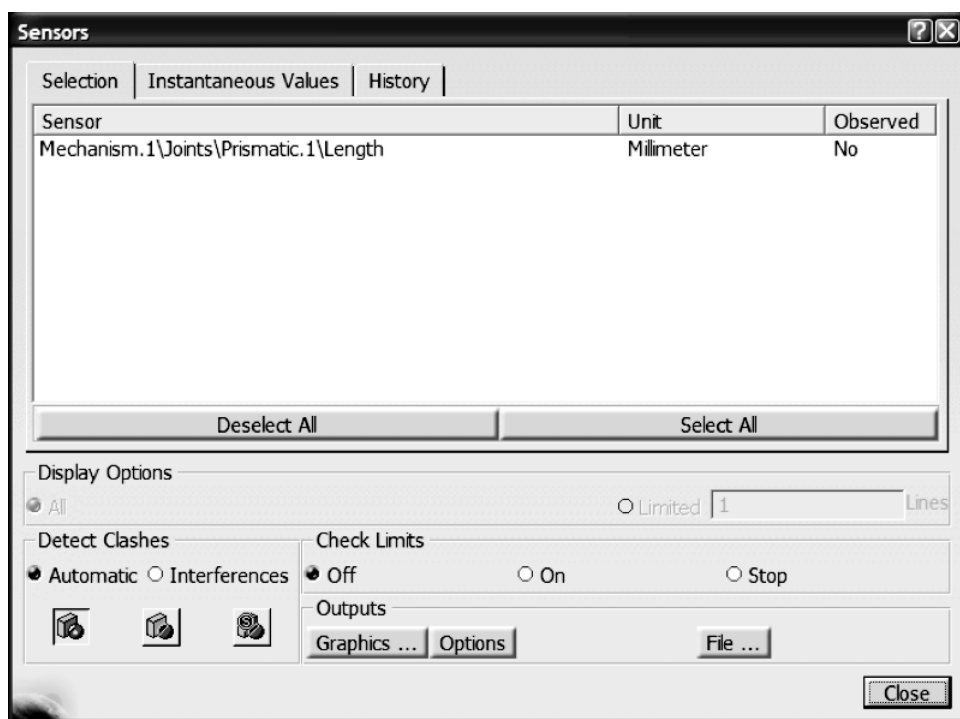 Sensors
Selection Instantaneous Values History
Sensor Unit Observed
Mechanism.1\Joints\Prismatic.1\Length Millimeter No
Deselect All Select All
Display Options
All Limited 1 Lines
Detect Clashes Check Limits
Automatic Interferences Off On Stop
Outputs
Graphics ... Options File ...
Close